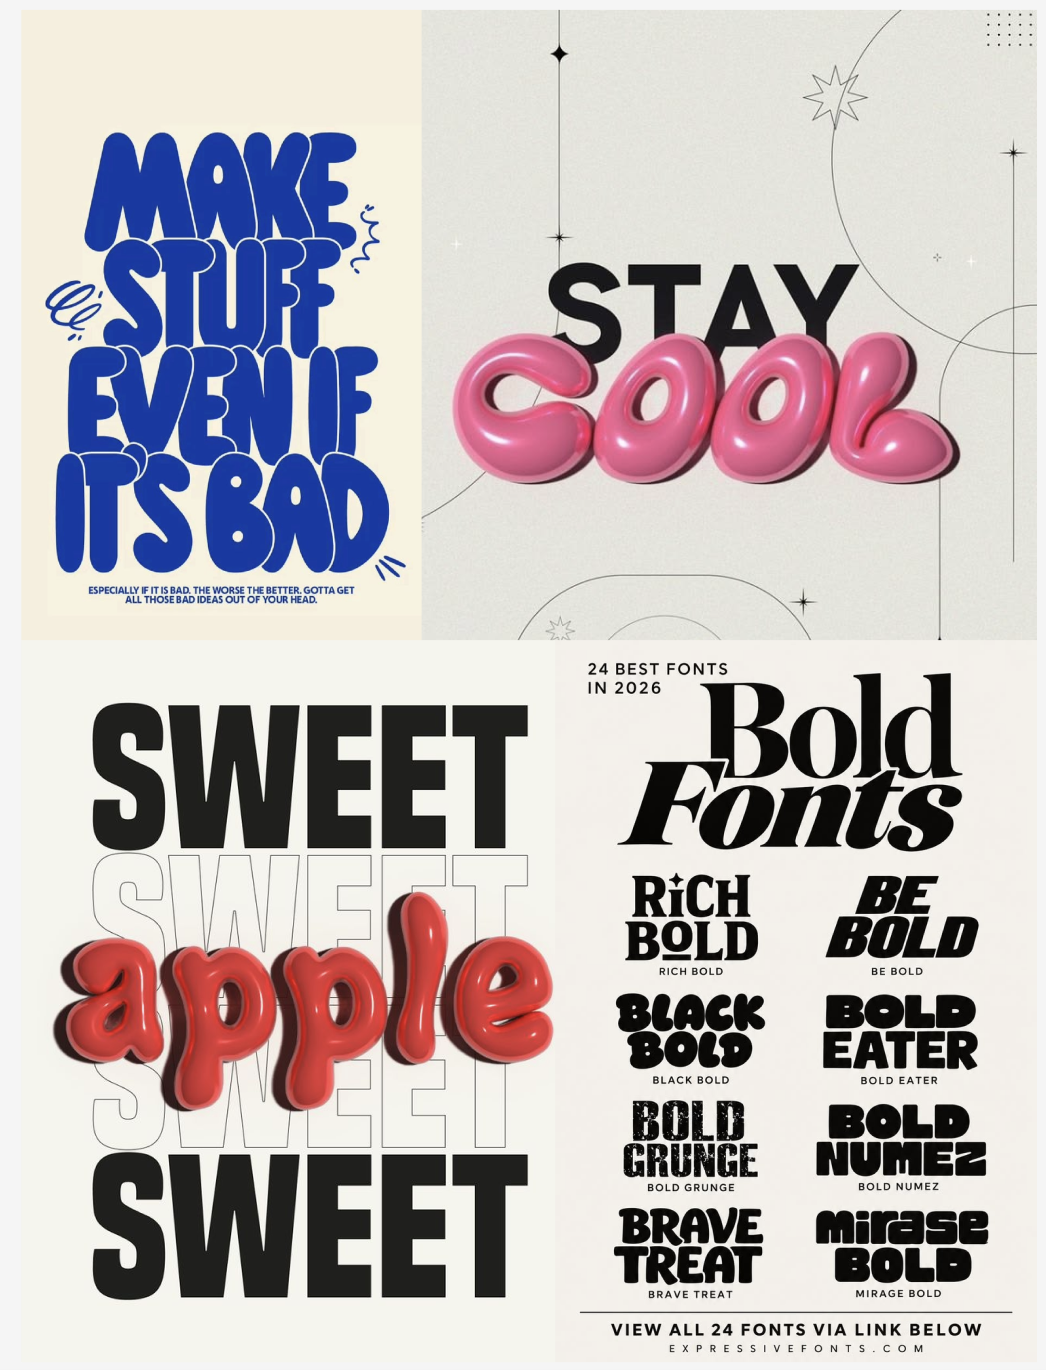 MAKE
STUFF
EVEN IF
IT'S BAD
ESPECIALLY IF IT IS BAD. THE WORSE THE BETTER. GOTTA GET
ALL THOSE BAD IDEAS OUT OF YOUR HEAD.
STAY
COOL
SWEET
SWEET
apple
SWEET
SWEET
24 BEST FONTS
IN 2026
Bold
Fonts
RiCH
BOLD
RICH BOLD
BE
BOLD
BE BOLD
BLACK
BOLD
BLACK BOLD
BOLD
EATER
BOLD EATER
BOLD
GRUNGE
BOLD GRUNGE
BOLD
NUMEZ
BOLD NUMEZ
BRAVE
TREAT
BRAVE TREAT
Mirase
BOLD
MIRAGE BOLD
VIEW ALL 24 FONTS VIA LINK BELOW
EXPRESSIVEFONTS.COM